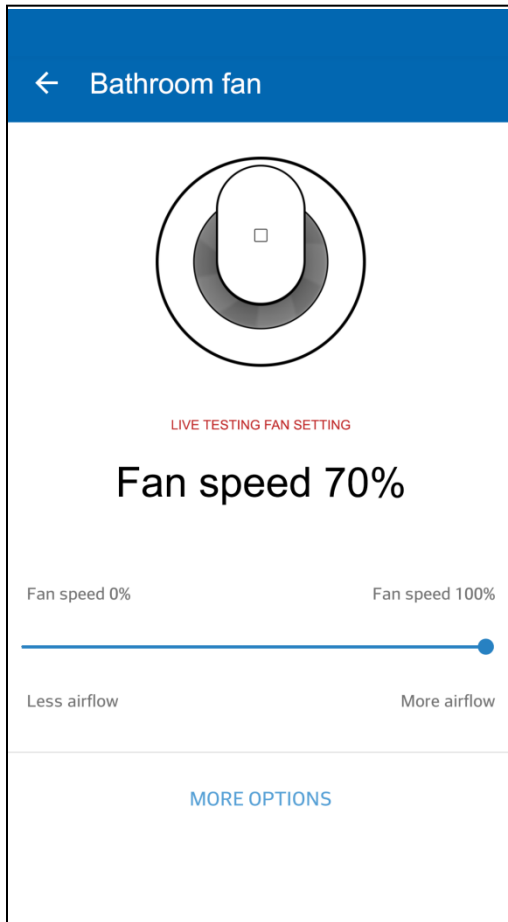 Bathroom fan
LIVE TESTING FAN SETTING
Fan speed 70%
Fan speed 0% Fan speed 100%
Less airflow More airflow
MORE OPTIONS